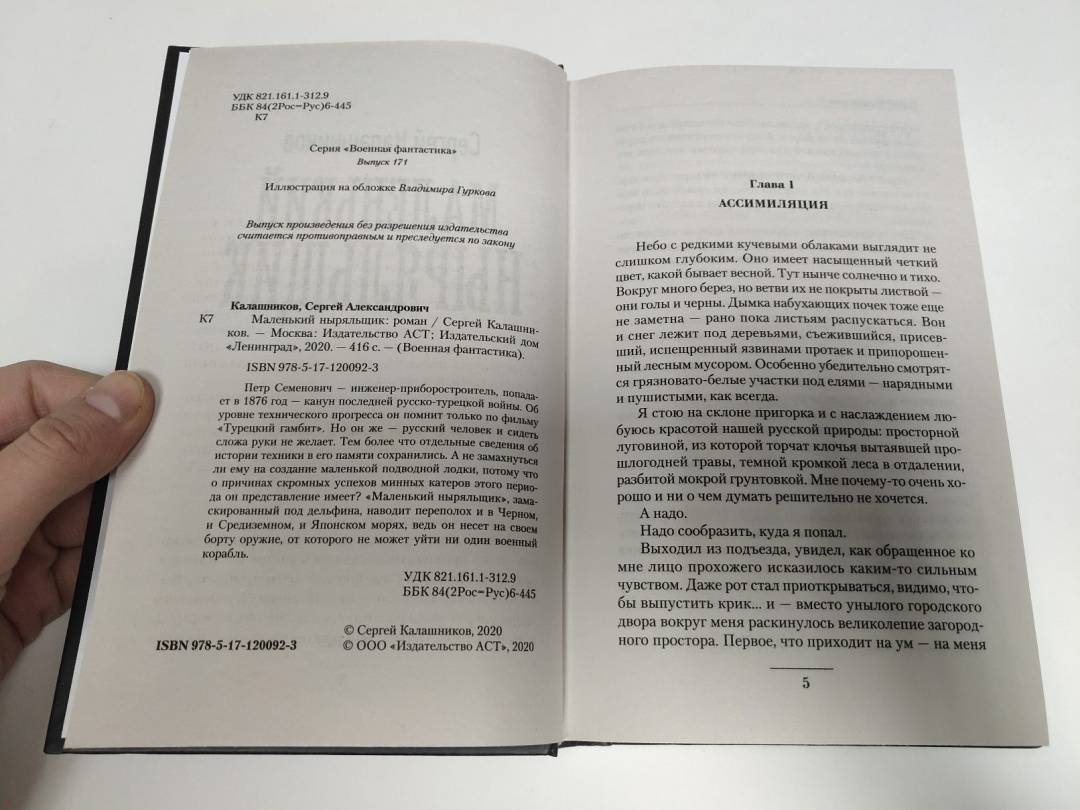 УДК 821.161.1-312.9
ББК 84(2Рос=Рус)6-445
К7
Серия «Военная фантастика»
Выпуск 171
Иллюстрация на обложке Владимира Гуркова
Выпуск произведения без разрешения издательства
считается противоправным и преследуется по закону
Калашников, Сергей Александрович
К7 Маленький ныряльщик: роман / Сергей Калашни-
ков. — Москва: Издательство АСТ; Издательский дом
«Ленинград», 2020. — 416 с. — (Военная фантастика).
ISBN 978-5-17-120092-3
Петр Семенович — инженер-приборостроитель, попада-
ет в 1876 год — канун последней русско-турецкой войны. Об
уровне технического прогресса он помнит только по фильму
«Турецкий гамбит». Но он же — русский человек и сидеть
сложа руки не желает. Тем более что отдельные сведения об
истории техники в его памяти сохранились. А не замахнуться
ли ему на создание маленькой подводной лодки, потому что
о причинах скромных успехов минных катеров этого перио-
да он представление имеет? «Маленький ныряльщик», зама-
скированный под дельфина, наводит переполох и в Черном,
и Средиземном, и Японском морях, ведь он несет на своем
борту оружие, от которого не может уйти ни один военный
корабль.
УДК 821.161.1-312.9
ББК 84(2Рос=Рус)6-445
© Сергей Калашников, 2020
ISBN 978-5-17-120092-3 © ООО «Издательство АСТ», 2020
Глава 1
АССИМИЛЯЦИЯ
Небо с редкими кучевыми облаками выглядит не
слишком глубоким. Оно имеет насыщенный четкий
цвет, какой бывает весной. Тут нынче солнечно и тихо.
Вокруг много берез, но ветви их не покрыты листвой —
они голы и черны. Дымка набухающих почек тоже еще
не заметна — рано пока листьям распускаться. Вон
и снег лежит под деревьями, съежившийся, присев-
ший, испещренный язвинами протаек и припорошен-
ный лесным мусором. Особенно убедительно смотрят-
ся грязновато-белые участки под елями — нарядными
и пушистыми, как всегда.
Я стою на склоне пригорка и с наслаждением лю-
буюсь красотой нашей русской природы: просторной
луговиной, из которой торчат клочья вытаявшей про-
шлогодней травы, темной кромкой леса в отдалении,
разбитой мокрой грунтовкой. Мне почему-то очень хо-
рошо и ни о чем думать решительно не хочется.
А надо.
Надо сообразить, куда я попал.
Выходил из подъезда, увидел, как обращенное ко
мне лицо прохожего исказилось каким-то сильным
чувством. Даже рот стал приоткрываться, видимо, что-
бы выпустить крик... и — вместо унылого городского
двора вокруг меня раскинулось великолепие загород-
ного простора. Первое, что приходит на ум — на меня
5